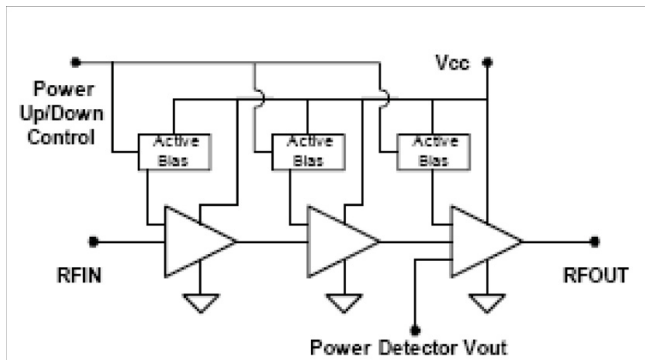 Power
Up/Down
Control
Vcc
Active
Bias
Active
Bias
Active
Bias
RFIN
RFOUT
Power Detector Vout